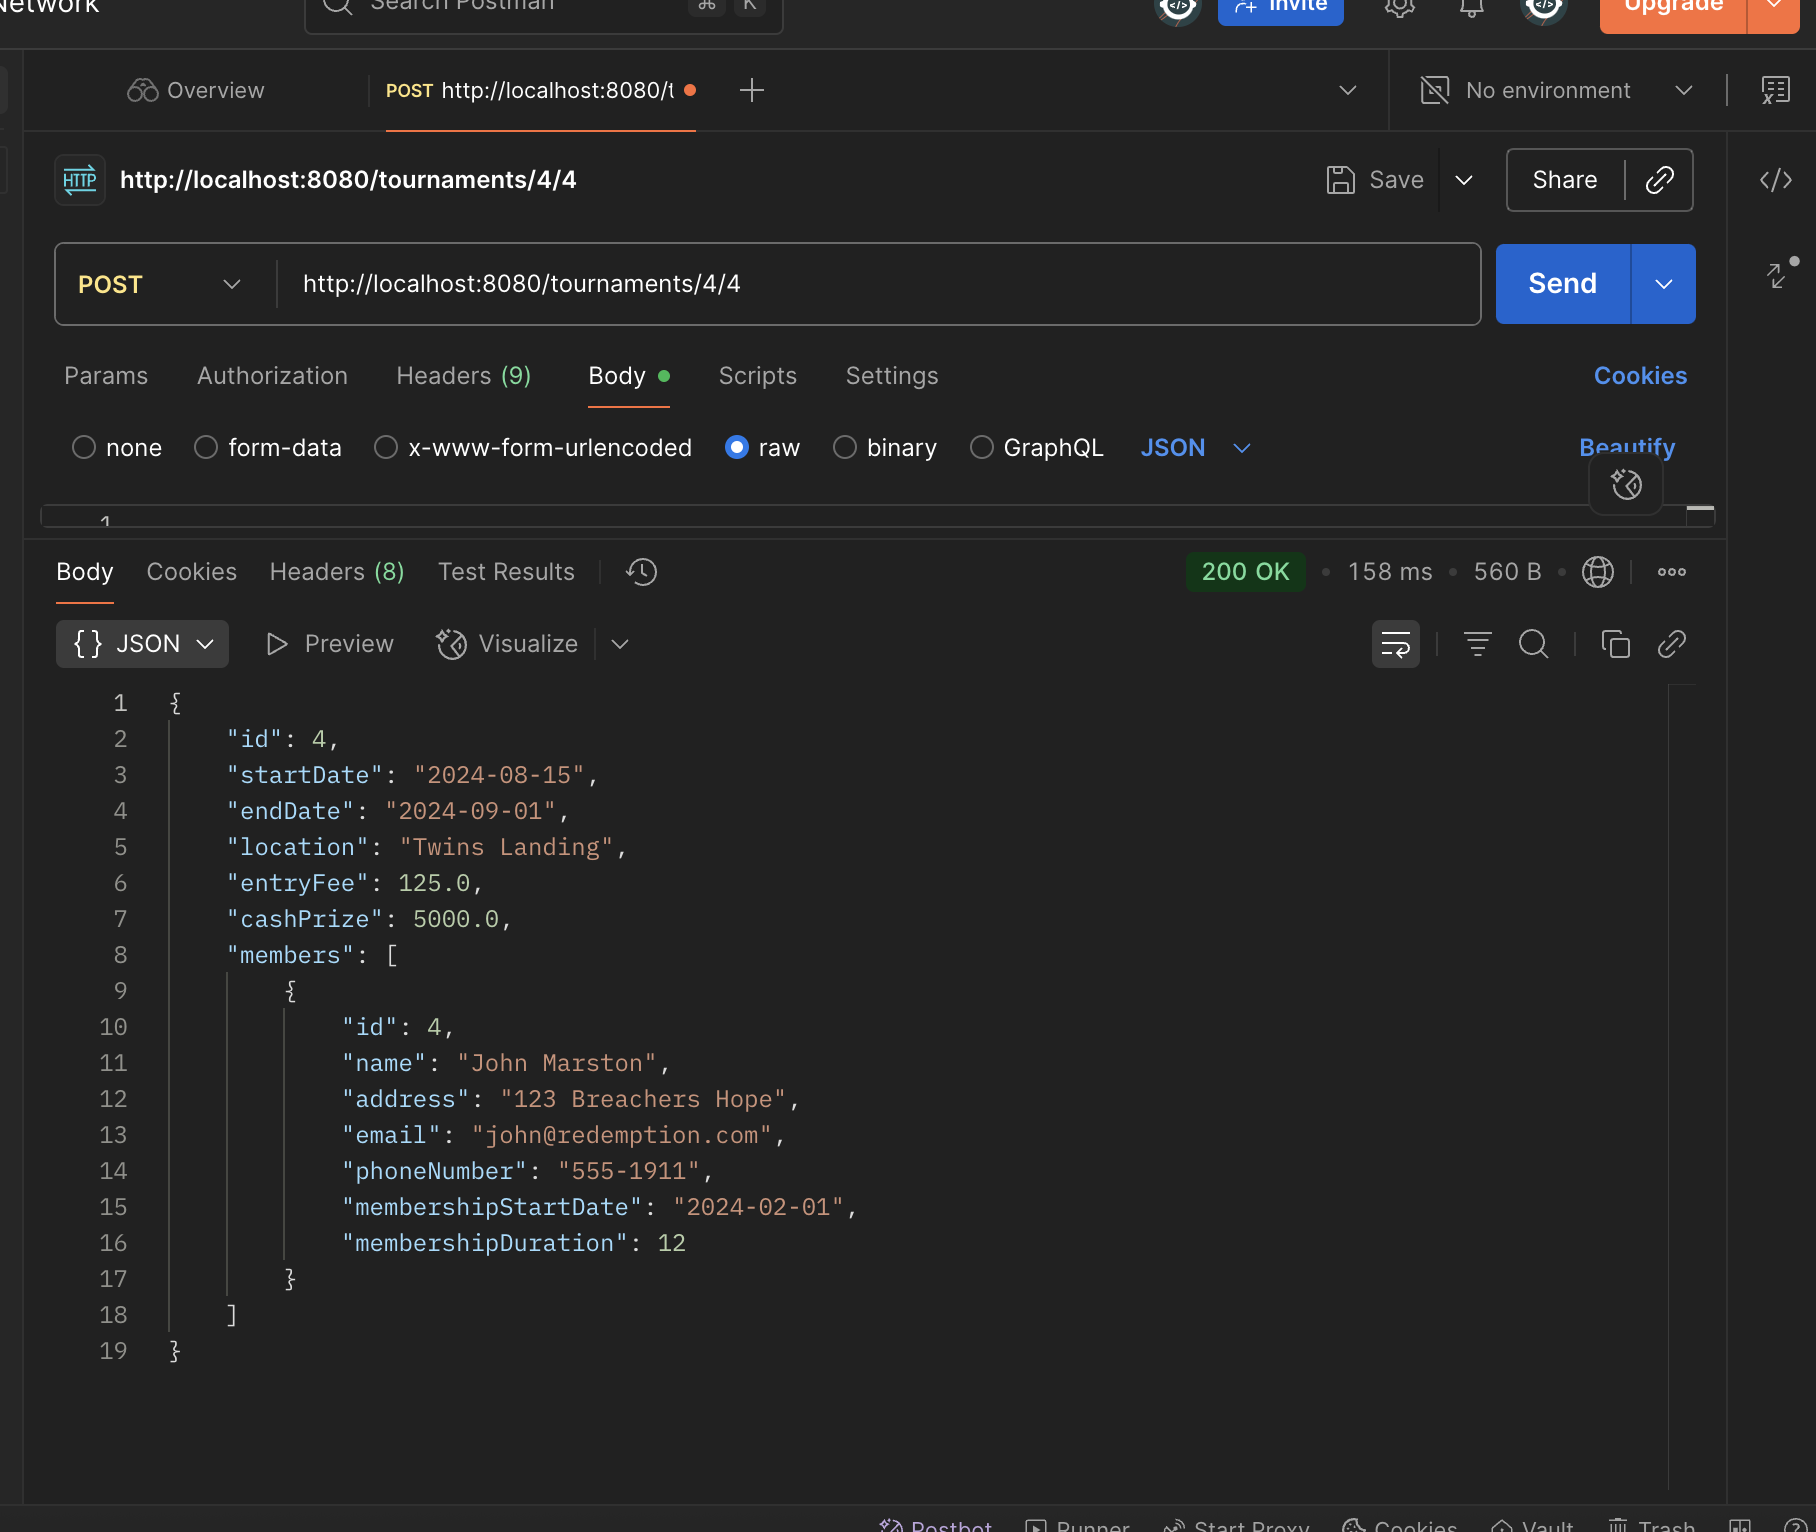 Network
Search Postman
⌘ K
Invite
Upgrade
Overview
POST http://localhost:8080/t
No environment
HTTP
http://localhost:8080/tournaments/4/4
Save
Share
POST
http://localhost:8080/tournaments/4/4
Send
Params
Authorization
Headers (9)
Body
Scripts
Settings
Cookies
none
form-data
x-www-form-urlencoded
raw
binary
GraphQL
JSON
Beautify
1
Body
Cookies
Headers (8)
Test Results
200 OK
158 ms
560 B
{} JSON
Preview
Visualize
1 {
2 "id": 4,
3 "startDate": "2024-08-15",
4 "endDate": "2024-09-01",
5 "location": "Twins Landing",
6 "entryFee": 125.0,
7 "cashPrize": 5000.0,
8 "members": [
9 {
10 "id": 4,
11 "name": "John Marston",
12 "address": "123 Breachers Hope",
13 "email": "john@redemption.com",
14 "phoneNumber": "555-1911",
15 "membershipStartDate": "2024-02-01",
16 "membershipDuration": 12
17 }
18 ]
19 }
Postbot
Runner
Start Proxy
Cookies
Vault
Trash